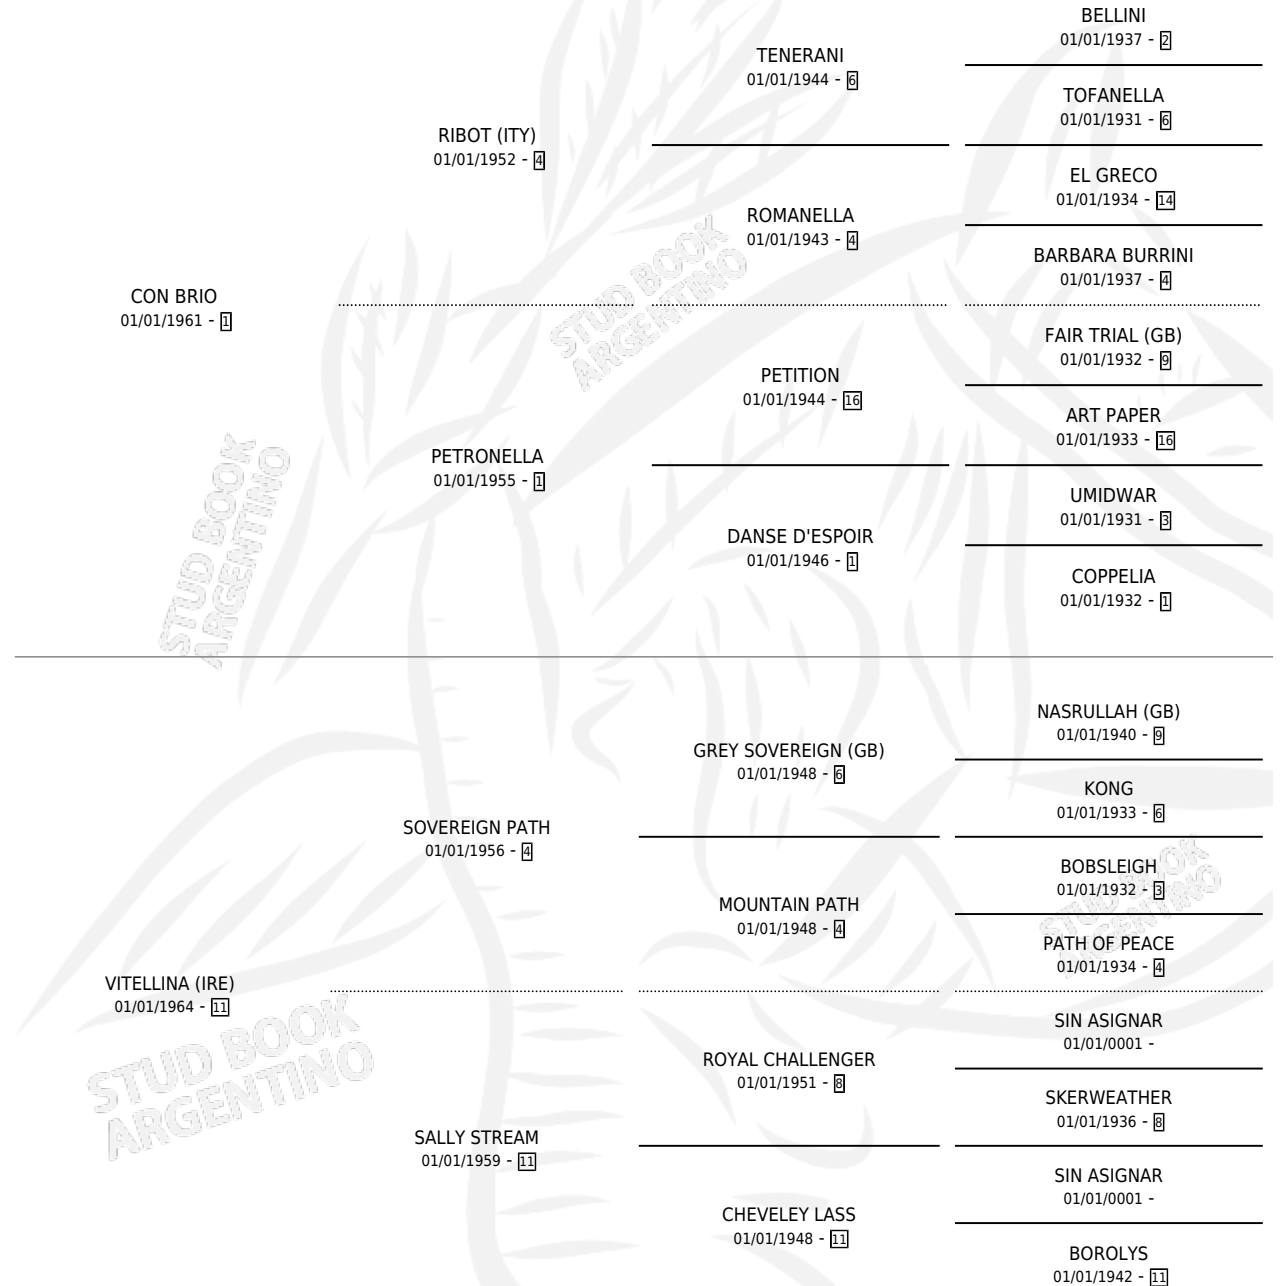 BELLINI
01/01/1937 - 2
TENERANI
01/01/1944 - 6
TOFANELLA
01/01/1931 - 6
RIBOT (ITY)
01/01/1952 - 4
EL GRECO
01/01/1934 - 14
ROMANELLA
01/01/1943 - 4
BARBARA BURRINI
01/01/1937 - 4
CON BRIO
01/01/1961 - 1
FAIR TRIAL (GB)
01/01/1932 - 9
PETITION
01/01/1944 - 16
ART PAPER
01/01/1933 - 16
PETRONELLA
01/01/1955 - 1
UMIDWAR
01/01/1931 - 3
DANSE D'ESPOIR
01/01/1946 - 1
COPPELIA
01/01/1932 - 1
NASRULLAH (GB)
01/01/1940 - 9
GREY SOVEREIGN (GB)
01/01/1948 - 6
KONG
01/01/1933 - 6
SOVEREIGN PATH
01/01/1956 - 4
BOBSLEIGH
01/01/1932 - 3
MOUNTAIN PATH
01/01/1948 - 4
PATH OF PEACE
01/01/1934 - 4
VITELLINA (IRE)
01/01/1964 - 11
SIN ASIGNAR
01/01/0001 -
ROYAL CHALLENGER
01/01/1951 - 8
SKERWEATHER
01/01/1936 - 8
SALLY STREAM
01/01/1959 - 11
SIN ASIGNAR
01/01/0001 -
CHEVELEY LASS
01/01/1948 - 11
BOROLYS
01/01/1942 - 11
STUD BOOK
ARGENTINO
STUD BOOK
ARGENTINO
STUD BOOK
ARGENTINO
STUD BOOK
ARGENTINO